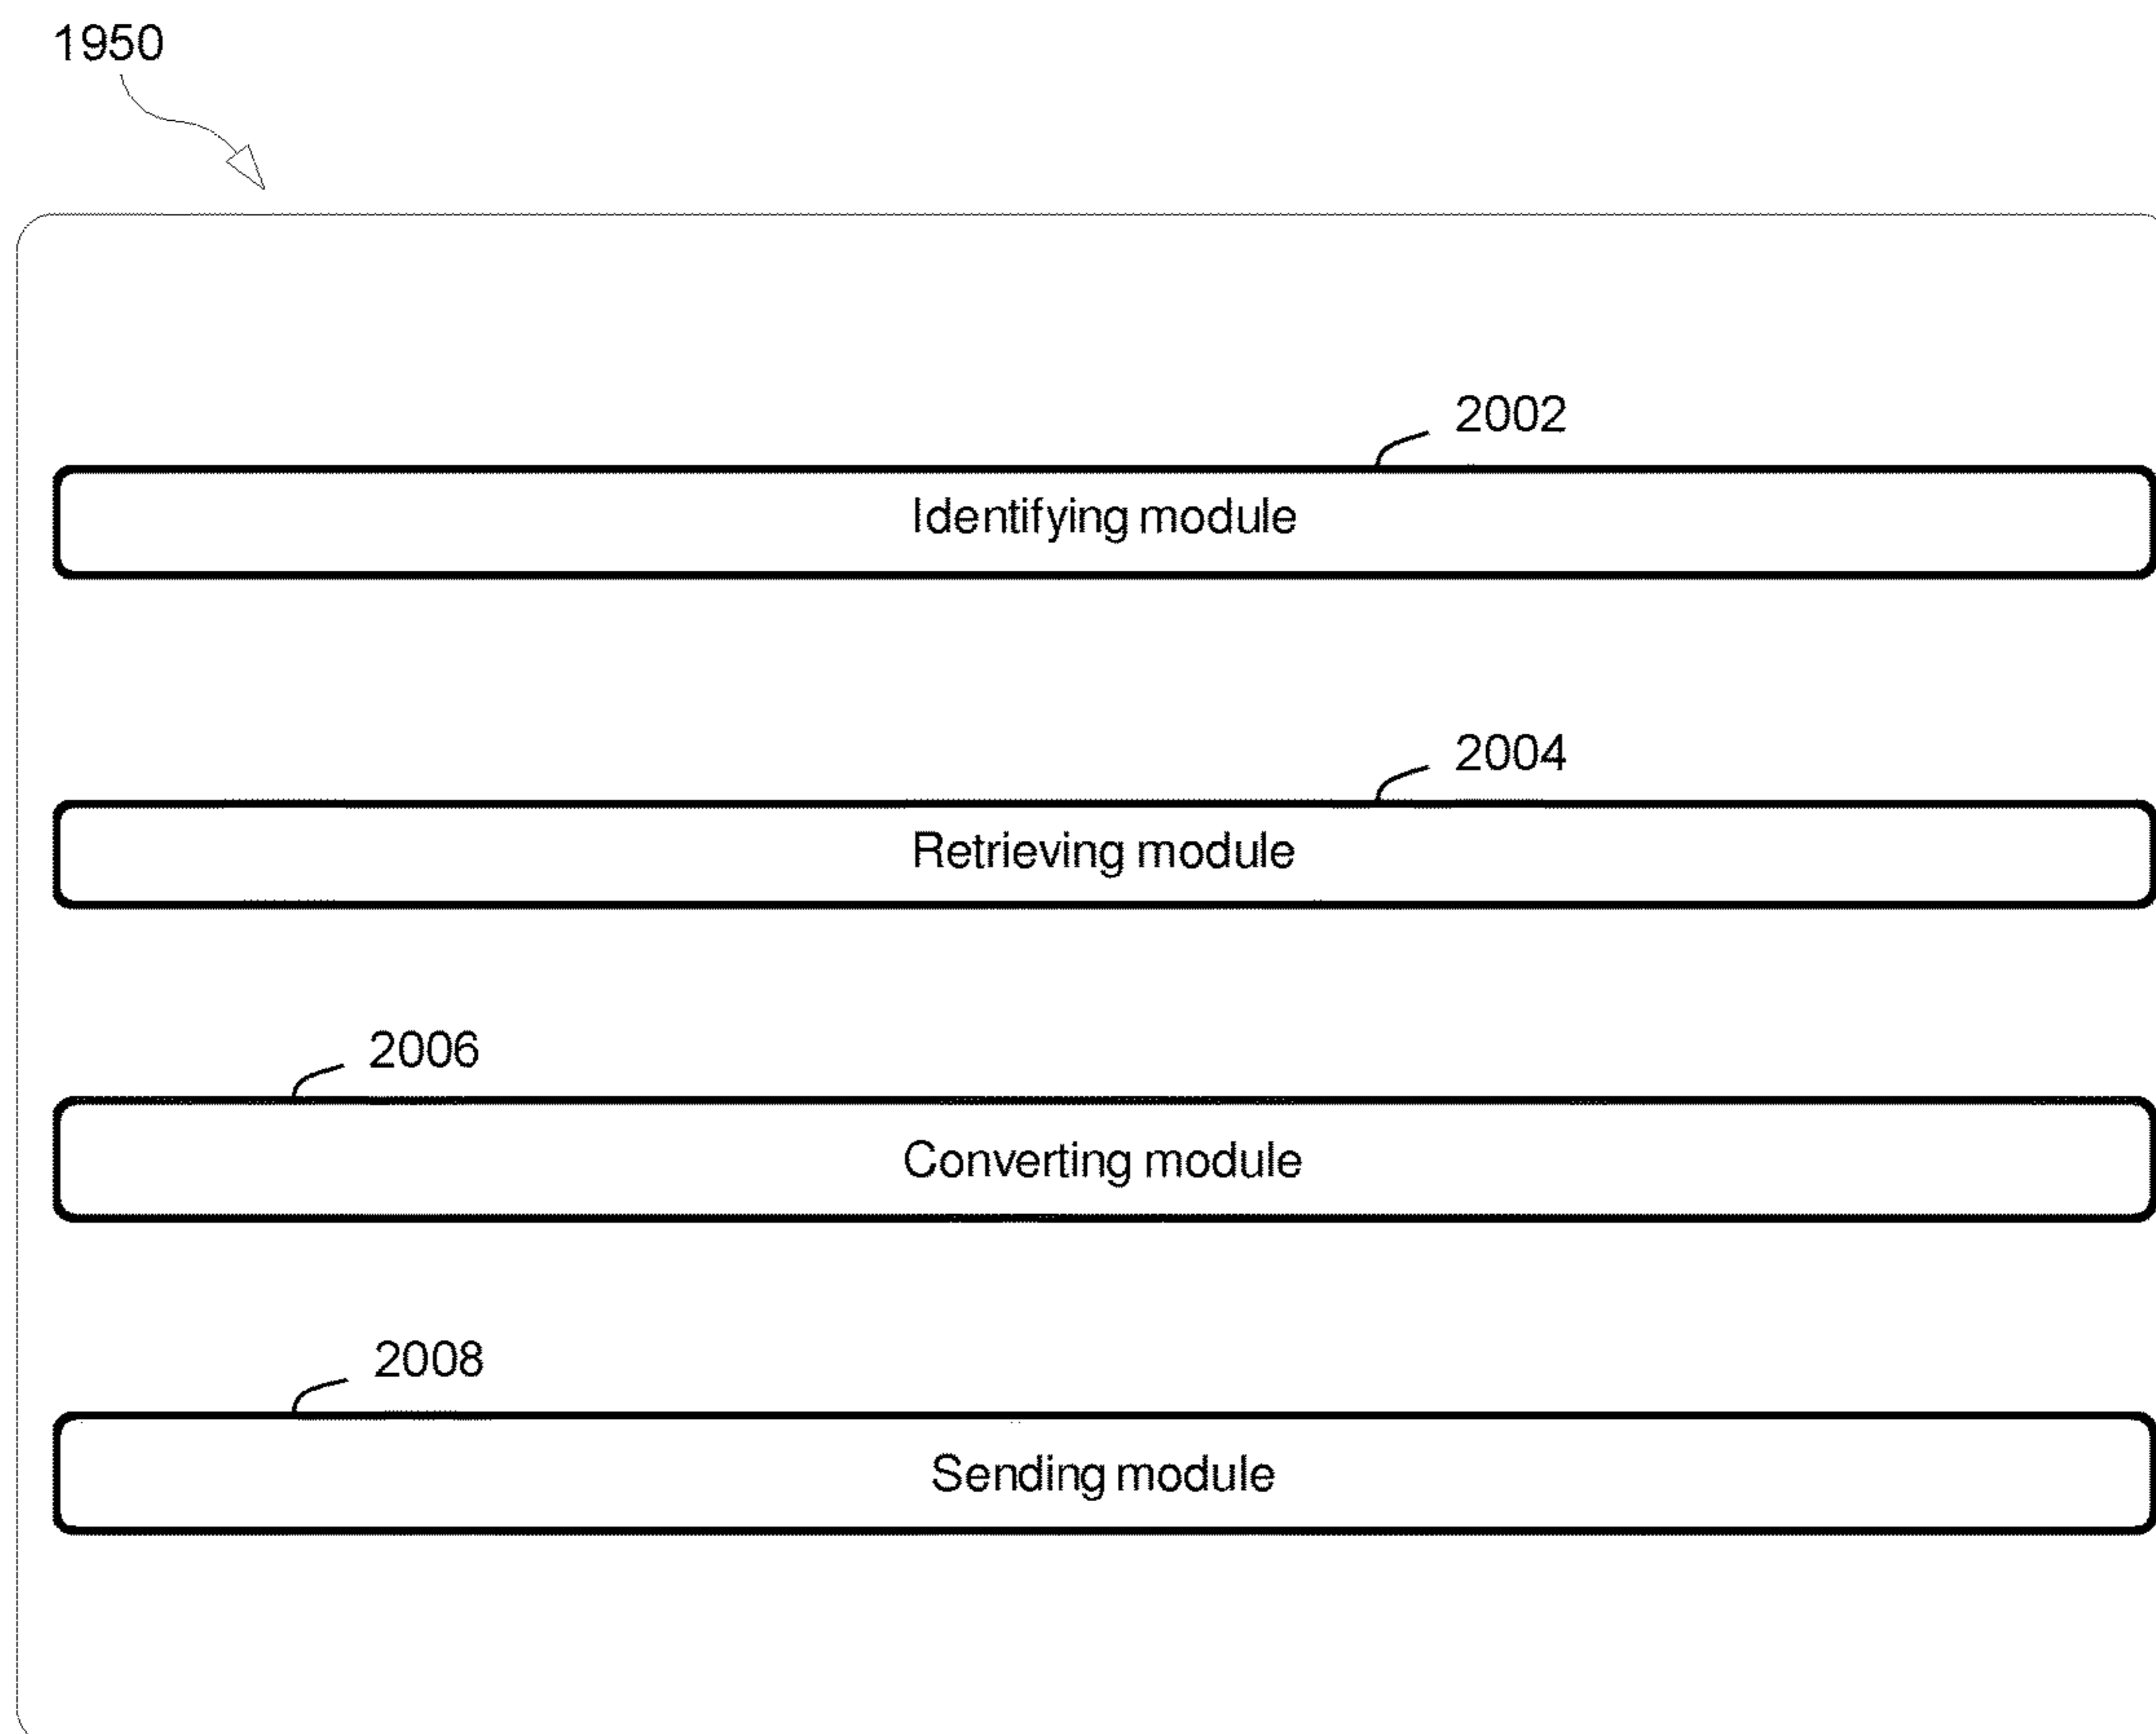 1950
2002
Identifying module
2004
Retrieving module
2006
Converting module
2008
Sending module